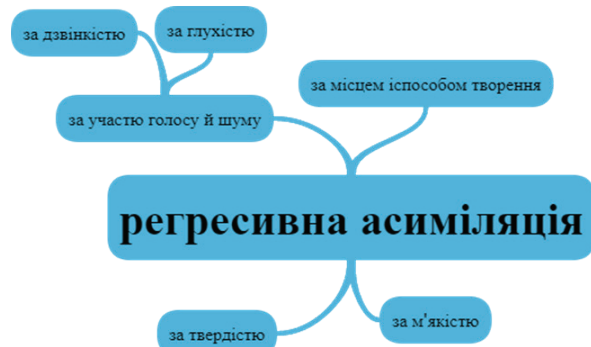 за дзвінкістю
за глухістю
за місцем іспособом творення
за участю голосу й шуму
регресивна асиміляція
за твердістю
за м'якістю